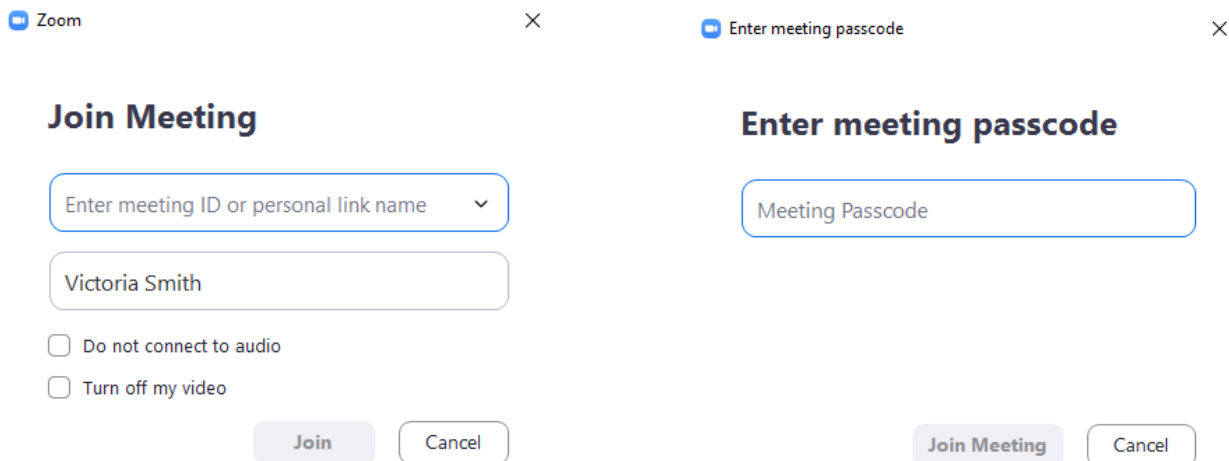 Zoom
Join Meeting
Enter meeting ID or personal link name
Victoria Smith
Do not connect to audio
Turn off my video
Join
Cancel
Enter meeting passcode
Enter meeting passcode
Meeting Passcode
Join Meeting
Cancel